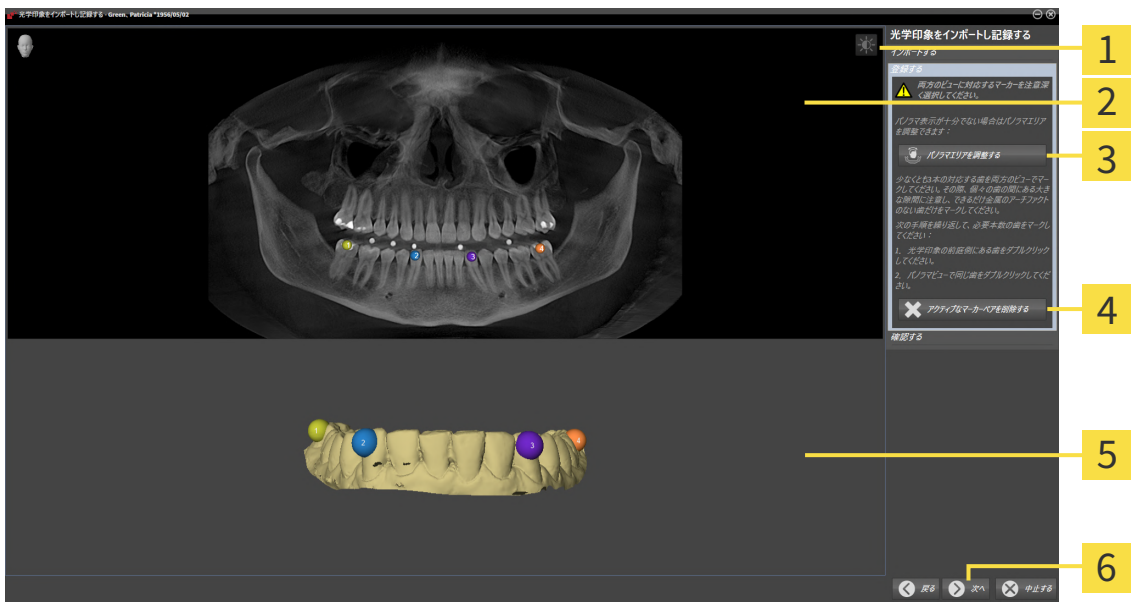 光学印象をインポートし記録する - Green, Patricia *1956/05/02
光学印象をインポートし記録する
インポートする
登録する
両方のビューに対応するマーカーを注意深
く選択してください。
パノラマ表示が十分でない場合はパノラマエリア
を調整できます：
パノラマエリアを調整する
少なくとも3本の対応する歯を両方のビューでマー
クしてください。その際、個々の歯の間にある大き
な隙間に注意し、できるだけ金属のアーチファクト
のない歯だけをマークしてください。
次の手順を繰り返して、必要本数の歯をマークし
てください：
1. 光学印象の前庭側にある歯をダブルクリック
してください。
2. パノラマビューで同じ歯をダブルクリックしてくだ
さい。
アクティブなマーカーペアを削除する
確認する
1
2
3
4
1
2
3
4
戻る
次へ
中止する
1
2
3
4
5
6